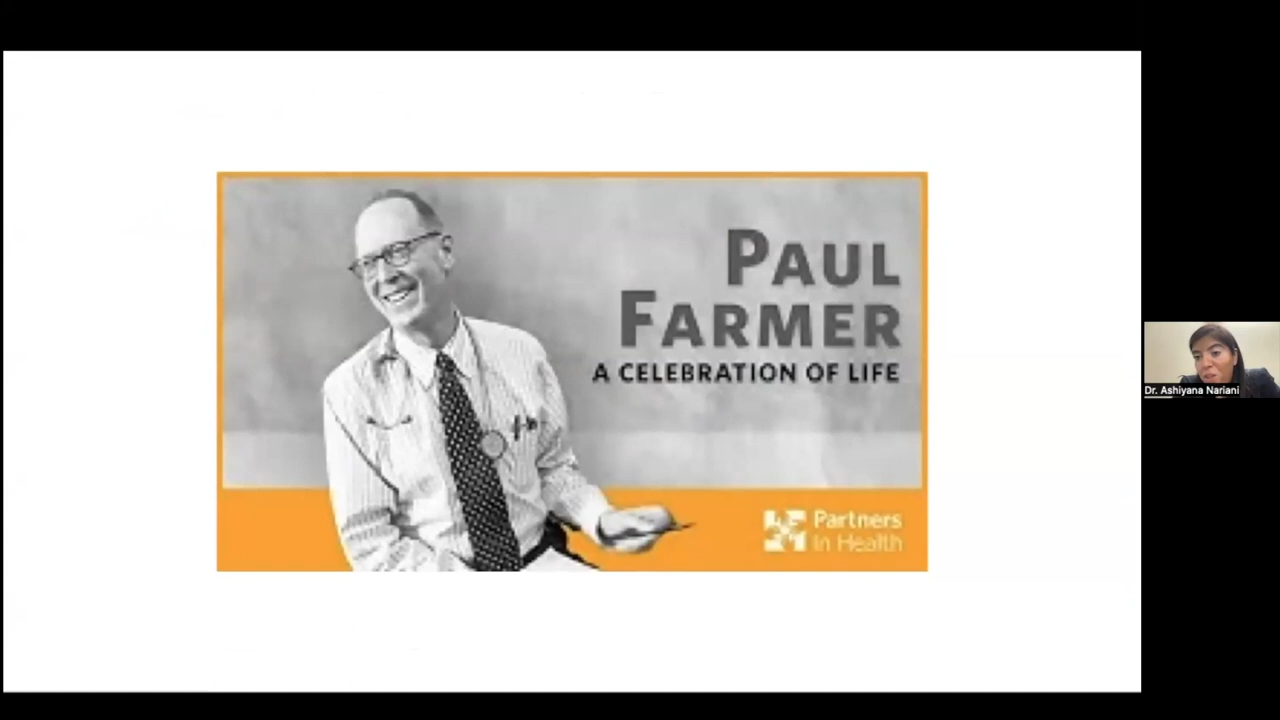 PAUL
FARMER
A CELEBRATION OF LIFE
Partners
In Health
Dr. Ashiyana Nariani